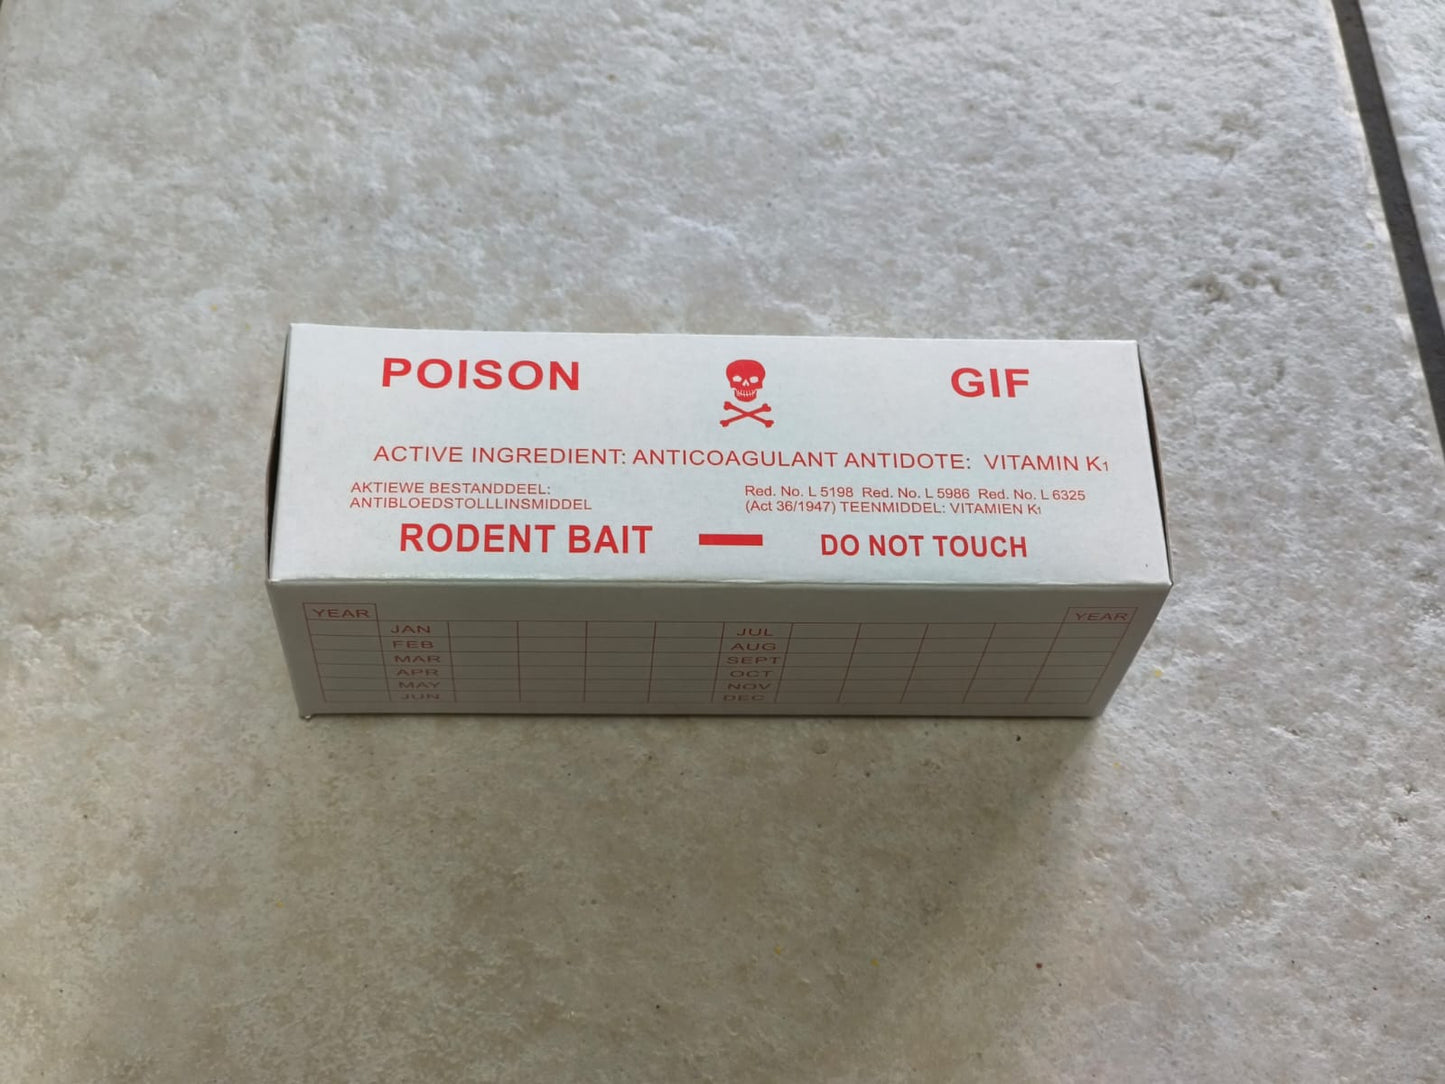 POISON GIF
ACTIVE INGREDIENT: ANTICOAGULANT ANTIDOTE: VITAMIN K1
AKTIEWE BESTANDDEEL:
ANTIBLOEDSTOLLLINSMIDDEL
Red. No. L 5198 Red. No. L 5986 Red. No. L 6325
(Act 36/1947) TEENMIDDEL: VITAMIEN K1
RODENT BAIT — DO NOT TOUCH
YEAR YEAR
JAN JUL
FEB AUG
MAR SEPT
APR OCT
MAY NOV
JUN DEC